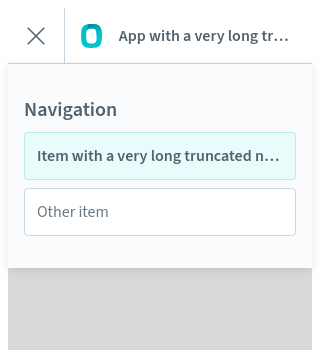 App with a very long tr…
Navigation
Item with a very long truncated n…
Other item